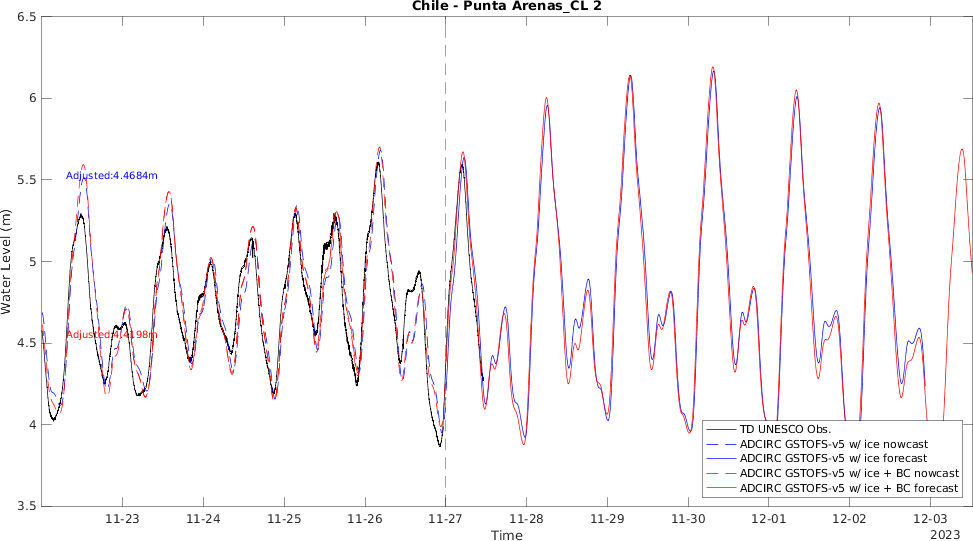 Chile - Punta Arenas_CL 2
6.5
6
5.5
5
4.5
4
3.5
Water Level (m)
Adjusted:4.4684m
Adjusted:4.4198m
TD UNESCO Obs.
ADCIRC GSTOFS-v5 w/ ice nowcast
ADCIRC GSTOFS-v5 w/ ice forecast
ADCIRC GSTOFS-v5 w/ ice + BC nowcast
ADCIRC GSTOFS-v5 w/ ice + BC forecast
11-23 11-24 11-25 11-26 11-27 11-28 11-29 11-30 12-01 12-02 12-03
Time
2023